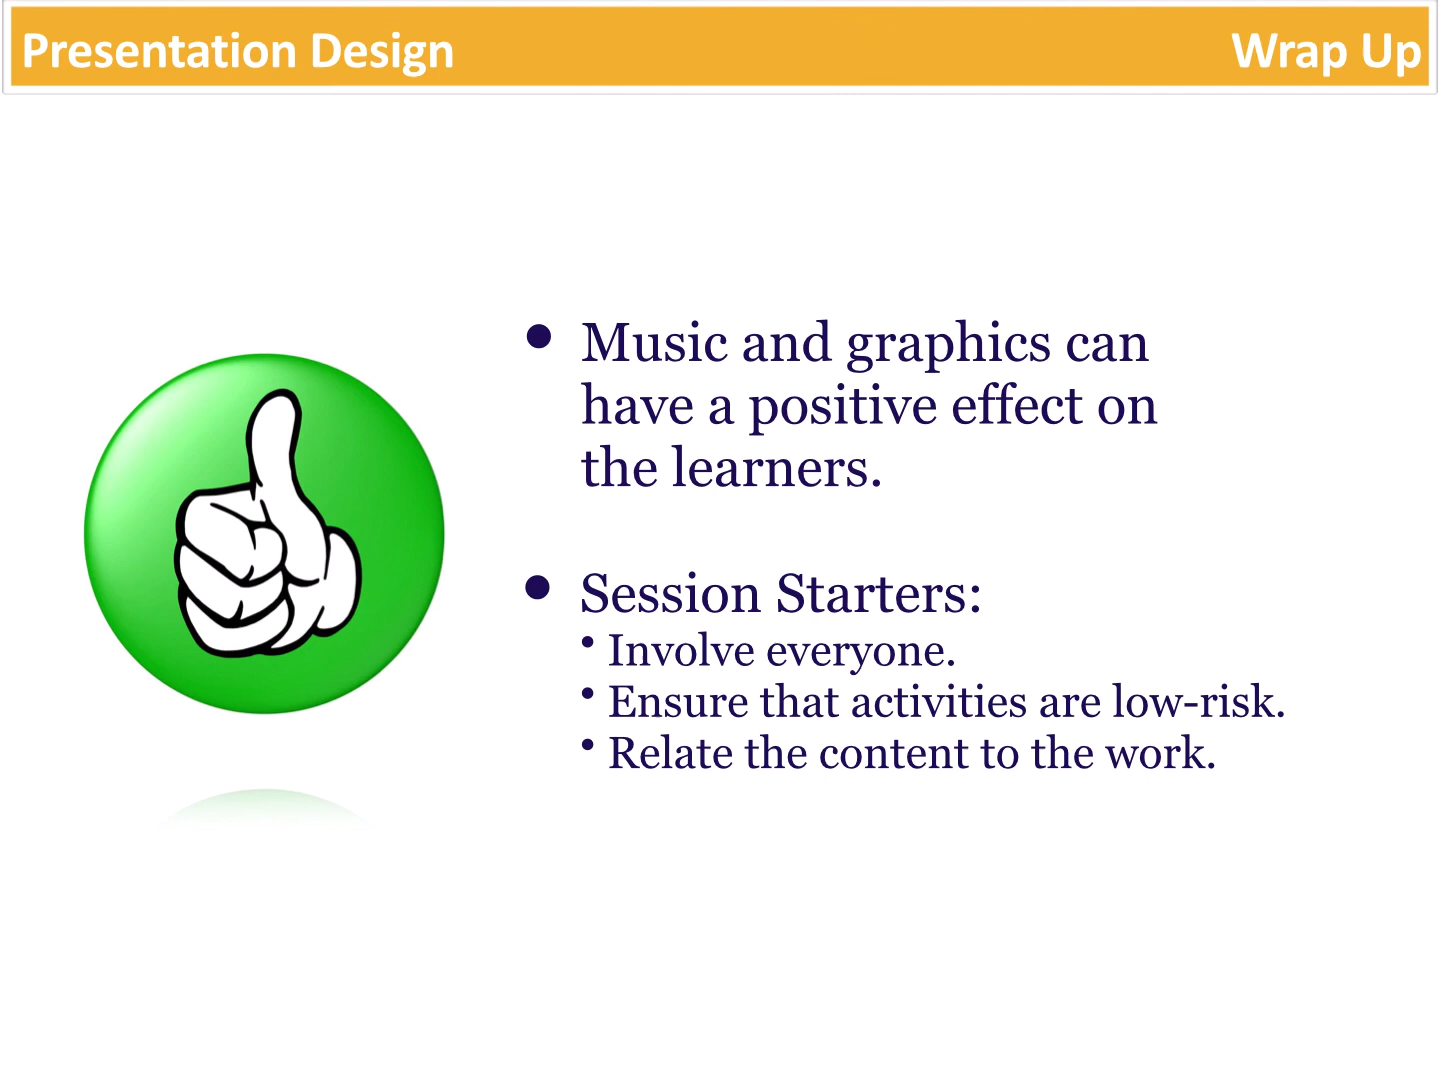 Presentation Design Wrap Up
• Music and graphics can
have a positive effect on
the learners.
• Session Starters:
• Involve everyone.
• Ensure that activities are low-risk.
• Relate the content to the work.